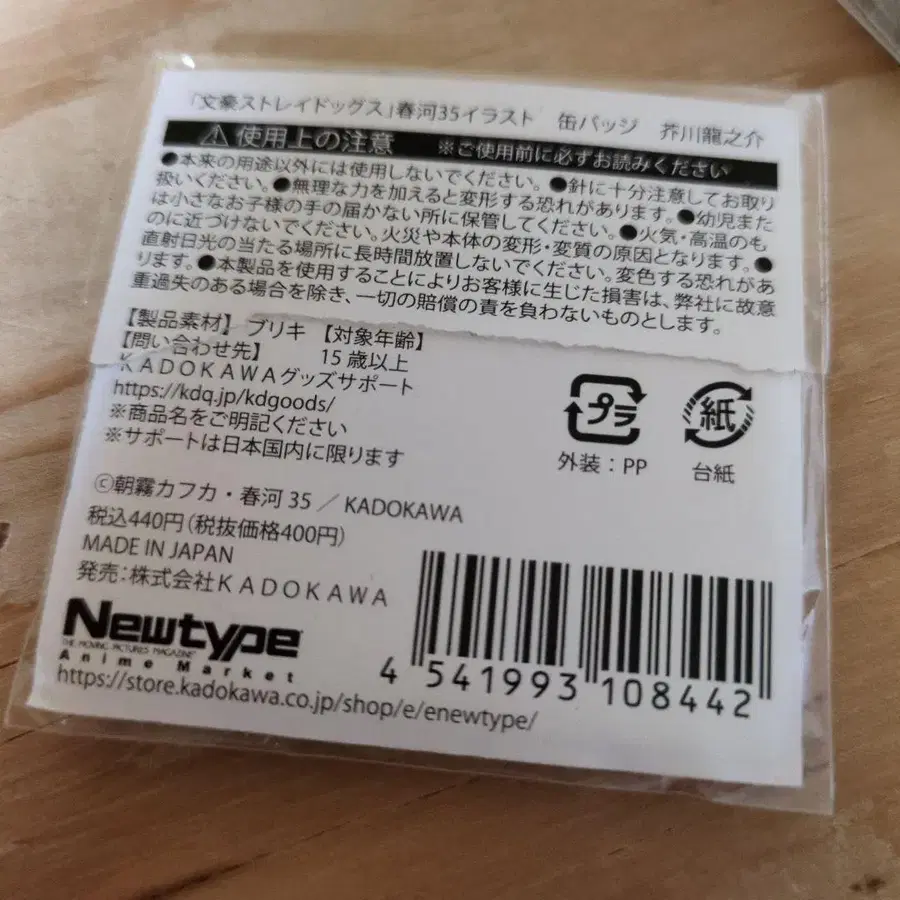 「文豪ストレイドッグス」春河35イラスト　缶バッジ　芥川龍之介
⚠ 使用上の注意　※ご使用前に必ずお読みください
●本来の用途以外には使用しないでください。●針に十分注意してお取り
扱いください。●無理な力を加えると変形する恐れがあります。●幼児また
は小さなお子様の手の届かない所に保管してください。●火気・高温のも
のに近づけないでください。火災や本体の変形・変質の原因となります。●
直射日光の当たる場所に長時間放置しないでください。変色する恐れがあ
ります。●本製品を使用することによりお客様に生じた損害は、弊社に故意
重過失のある場合を除き、一切の賠償の責を負わないものとします。
【製品素材】 ブリキ 【対象年齢】
【問い合わせ先】 15歳以上
KADOKAWAグッズサポート
https://kdq.jp/kdgoods/
※商品名をご明記ください
※サポートは日本国内に限ります
プラ
外装：PP
紙
台紙
©朝霧カフカ・春河35／KADOKAWA
税込440円（税抜価格400円）
MADE IN JAPAN
発売：株式会社KADOKAWA
Newtype
THE MOVING PICTURES MAGAZINE
Anime Market
https://store.kadokawa.co.jp/shop/e/enewtype/
4 541993 108442